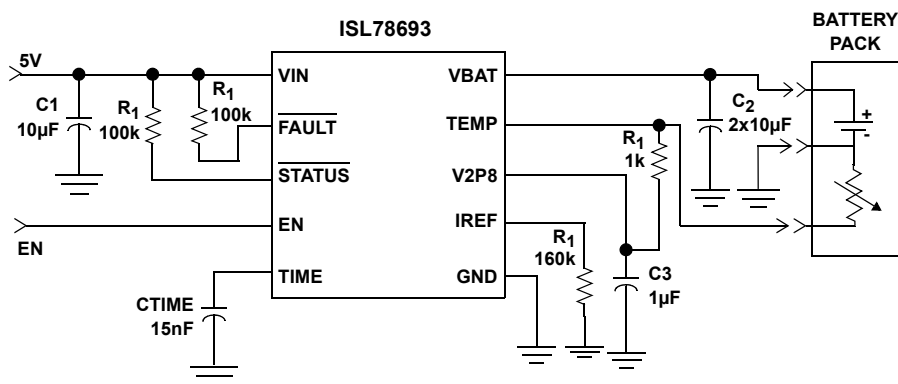 ISL78693
BATTERY
PACK
5V
VIN
VBAT
C1
10µF
R1
100k
R1
100k
FAULT
TEMP
C2
2x10µF
+
-
STATUS
R1
1k
V2P8
EN
EN
IREF
R1
160k
TIME
GND
C3
1µF
CTIME
15nF